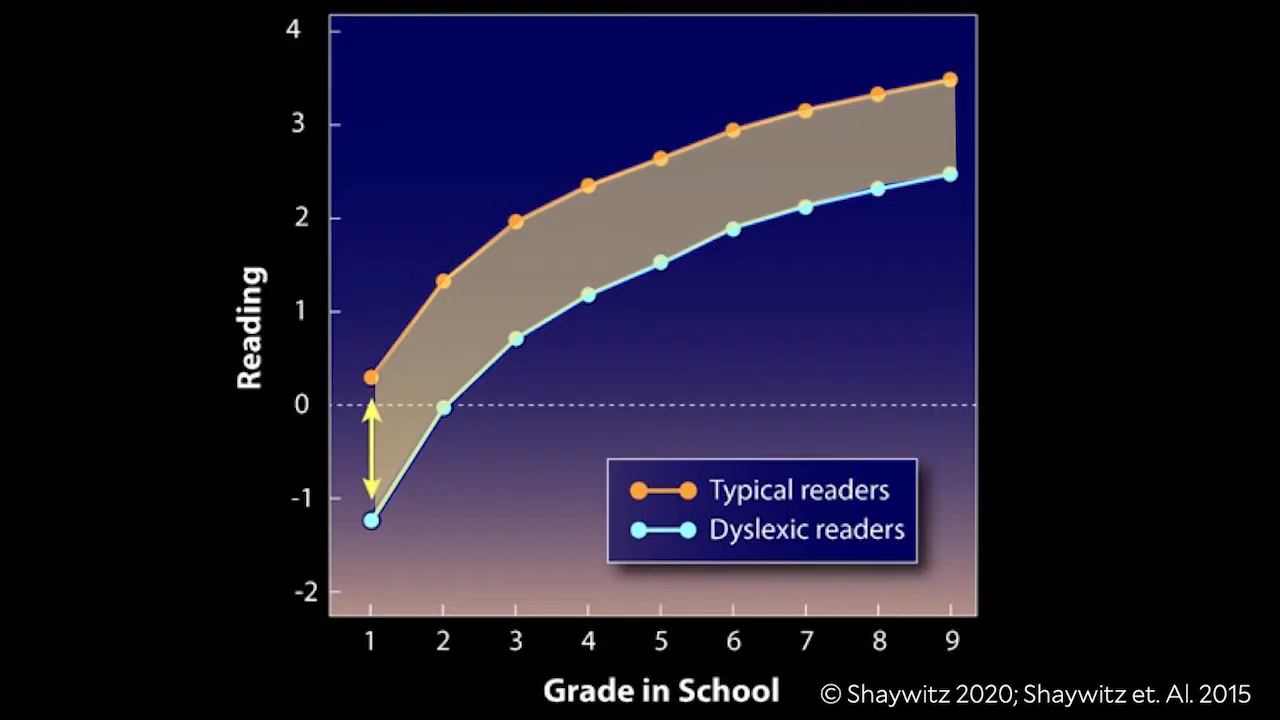 4
3
2
1
0
-1
-2
Reading
Typical readers
Dyslexic readers
1 2 3 4 5 6 7 8 9
Grade in School
© Shaywitz 2020; Shaywitz et. Al. 2015